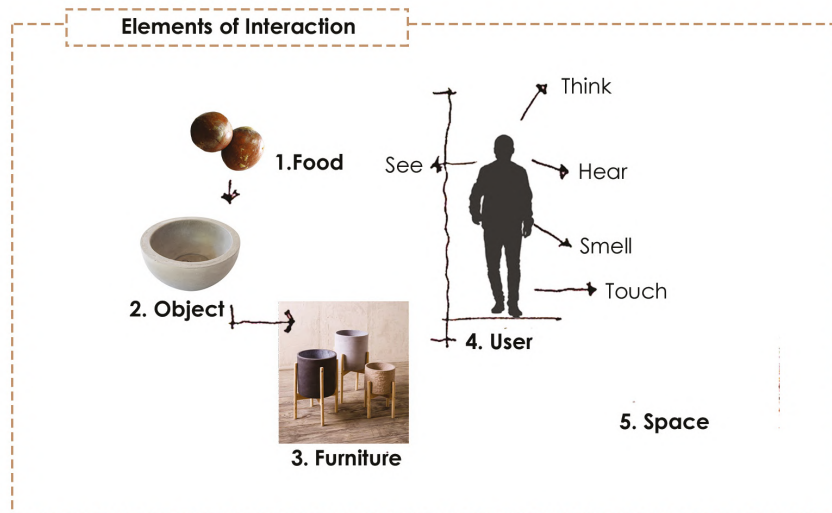 Elements of Interaction
Think
1.Food
See
Hear
Smell
2. Object
Touch
4. User
5. Space
3. Furniture